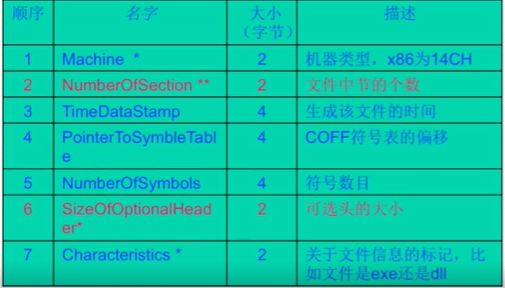 顺序 名字 大小（字节） 描述
1 Machine * 2 机器类型，x86为14CH
2 NumberOfSection ** 2 文件中节的个数
3 TimeDataStamp 4 生成该文件的时间
4 PointerToSymbleTabl
e 4 COFF符号表的偏移
5 NumberOfSymbols 4 符号数目
6 SizeOfOptionalHead
er* 2 可选头的大小
7 Characteristics * 2 关于文件信息的标记，比
如文件是exe还是dll